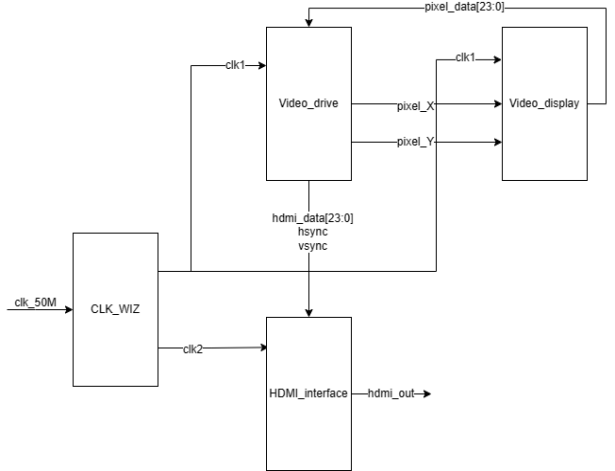 pixel_data[23:0]
clk1
clk1
Video_drive
pixel_X
Video_display
pixel_Y
hdmi_data[23:0]
hsync
vsync
clk_50M
CLK_WIZ
clk2
HDMI_interface
hdmi_out